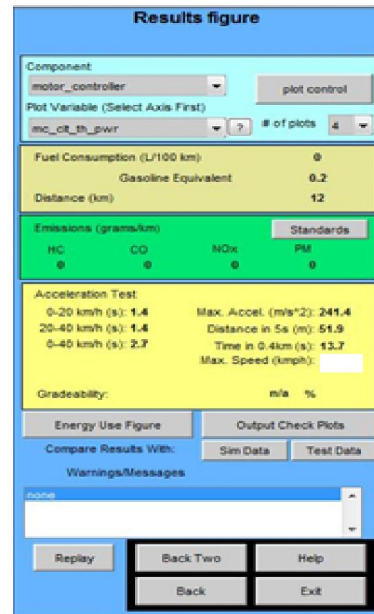 Results figure
Component
motor_controller
plot control
Plot Variable (Select Axis First)
mc_clt_th_pwr ? # of plots 4
Fuel Consumption (L/100 km) 0
Gasoline Equivalent 0.2
Distance (km) 12
Emissions (grams/km) Standards
HC CO NOx PM
0 0 0 0
Acceleration Test
0-20 km/h (s): 1.4 Max. Accel. (m/s^2): 241.4
20-40 km/h (s): 1.4 Distance in 5s (m): 51.9
0-40 km/h (s): 2.7 Time in 0.4km (s): 13.7
Max. Speed (kmph):
Gradeability: n/a %
Energy Use Figure Output Check Plots
Compare Results With: Sim Data Test Data
Warnings/Messages
none
Replay Back Two Help
Back Exit